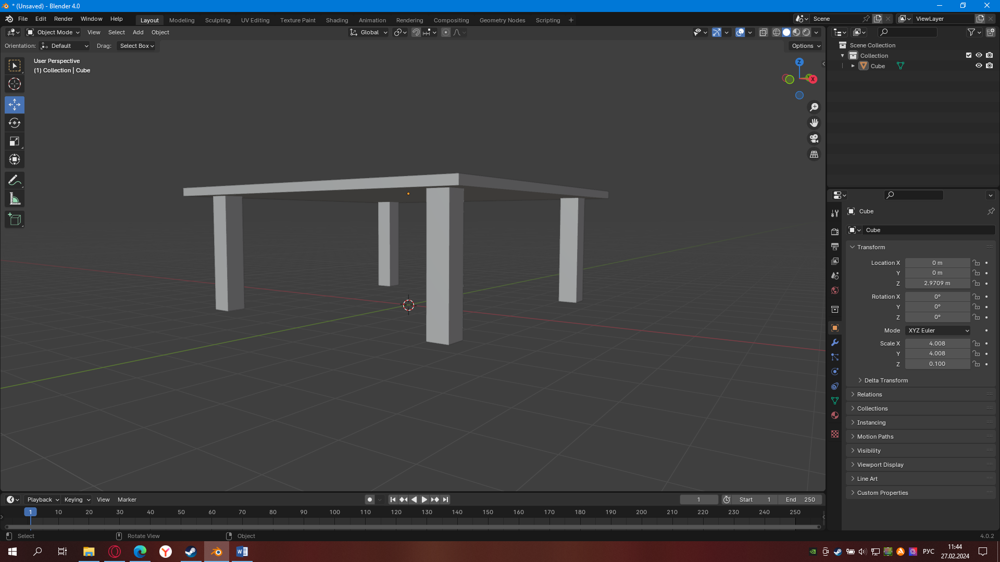 * (Unsaved) - Blender 4.0
File Edit Render Window Help Layout Modeling Sculpting UV Editing Texture Paint Shading Animation Rendering Compositing Geometry Nodes Scripting + Scene ViewLayer
Object Mode View Select Add Object Global
Orientation: Default Drag: Select Box Options
User Perspective
(1) Collection | Cube
Z
X
Scene Collection
Collection
Cube
Cube
Cube
Transform
Location X 0 m
Y 0 m
Z 2.9709 m
Rotation X 0°
Y 0°
Z 0°
Mode XYZ Euler
Scale X 4.008
Y 4.008
Z 0.100
Delta Transform
Relations
Collections
Instancing
Motion Paths
Visibility
Viewport Display
Line Art
Custom Properties
Playback Keying View Marker 1 Start 1 End 250
1 10 20 30 40 50 60 70 80 90 100 110 120 130 140 150 160 170 180 190 200 210 220 230 240 250
Select Rotate View Object 4.0.2
РУС 11:44
27.02.2024